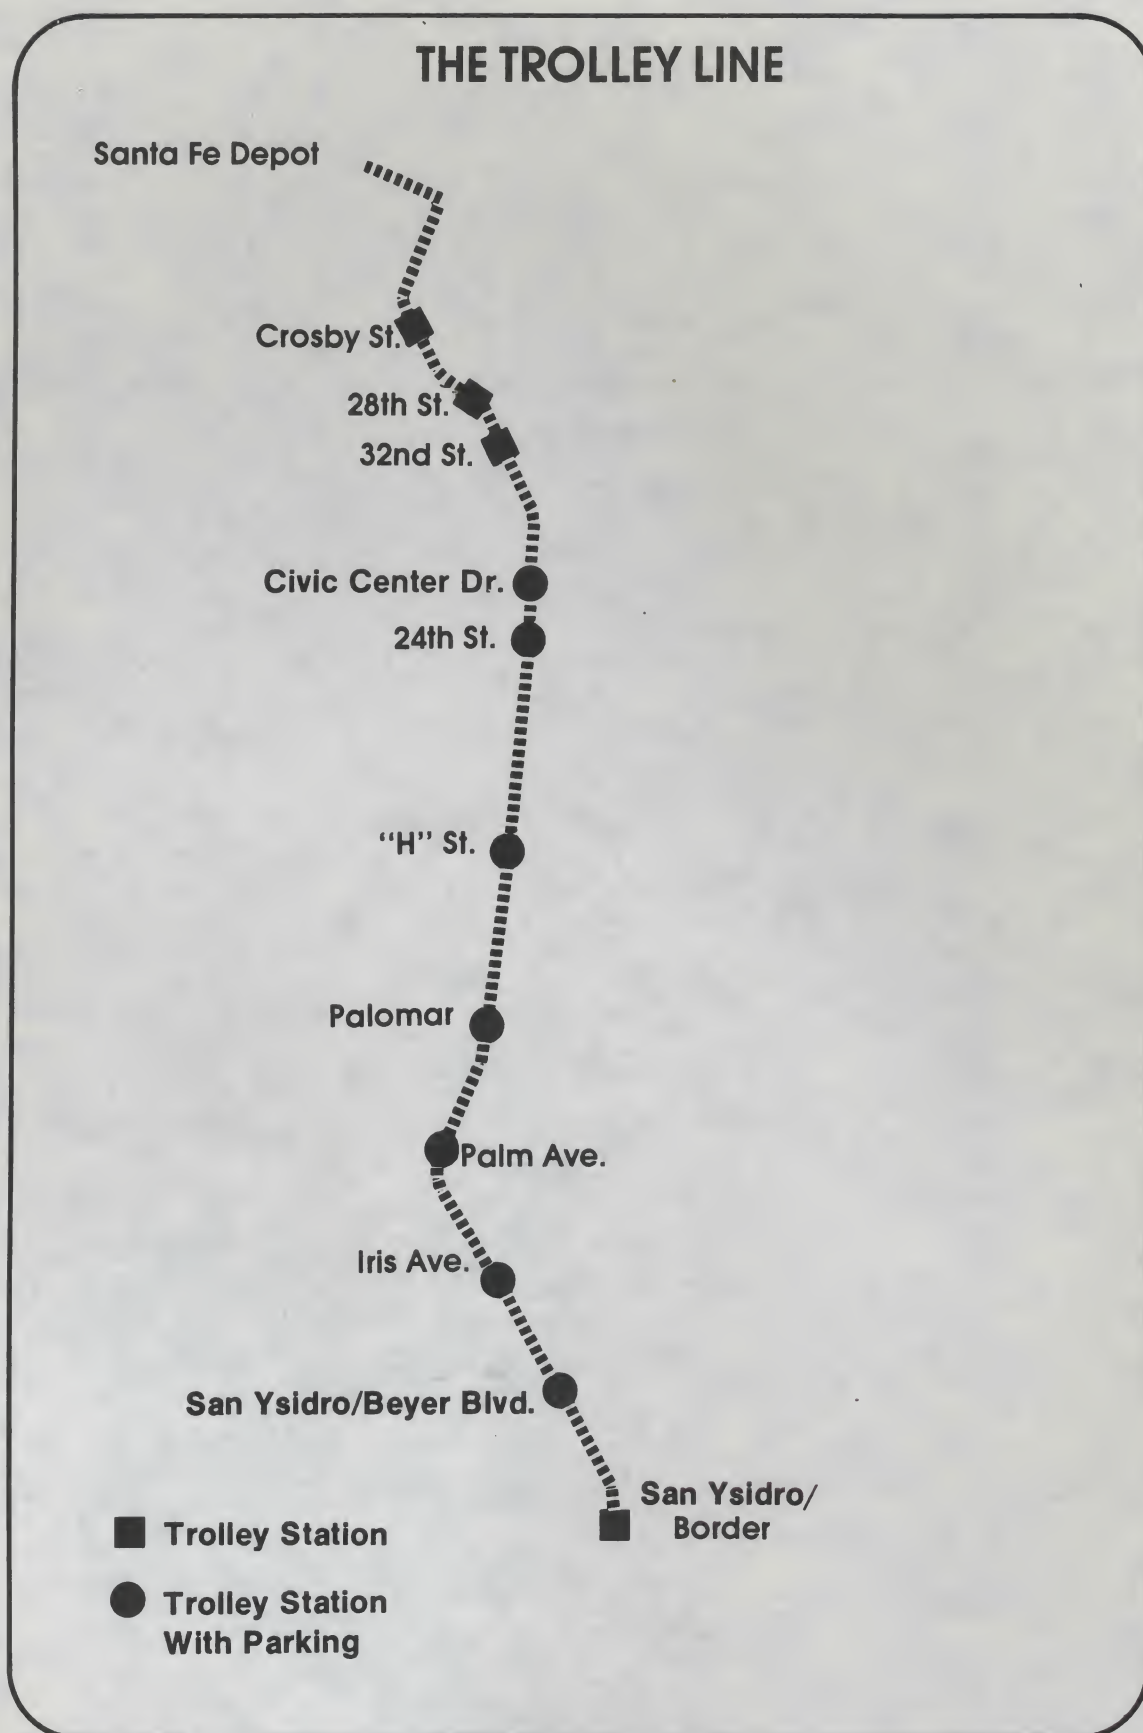 THE TROLLEY LINE
Santa Fe Depot
Crosby St.
28th St.
32nd St.
Civic Center Dr.
24th St.
“H” St.
Palomar
Palm Ave.
Iris Ave.
San Ysidro/Beyer Blvd.
San Ysidro/
Border
Trolley Station
Trolley Station
With Parking